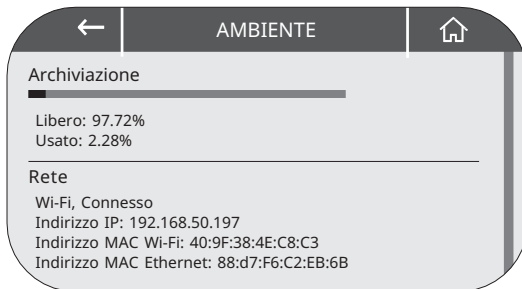 AMBIENTE
Archiviazione
Libero: 97.72%
Usato: 2.28%
Rete
Wi-Fi, Connesso
Indirizzo IP: 192.168.50.197
Indirizzo MAC Wi-Fi: 40:9F:38:4E:C8:C3
Indirizzo MAC Ethernet: 88:d7:F6:C2:EB:6B